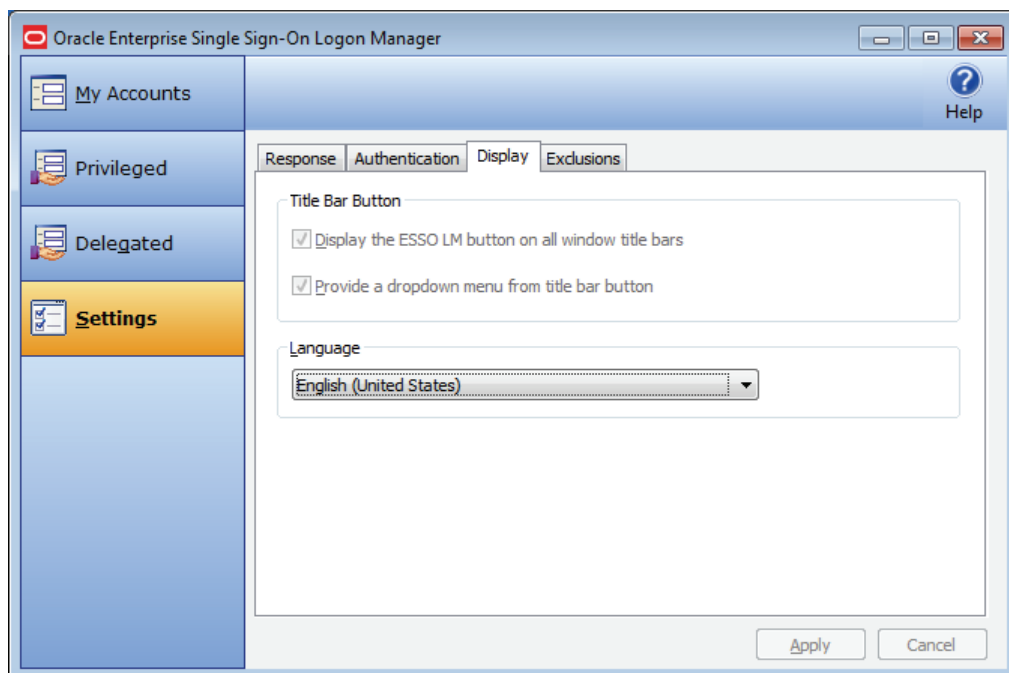 Oracle Enterprise Single Sign-On Logon Manager
My Accounts
Privileged
Delegated
Settings
Help
Response Authentication Display Exclusions
Title Bar Button
Display the ESSO LM button on all window title bars
Provide a dropdown menu from title bar button
Language
English (United States)
Apply Cancel